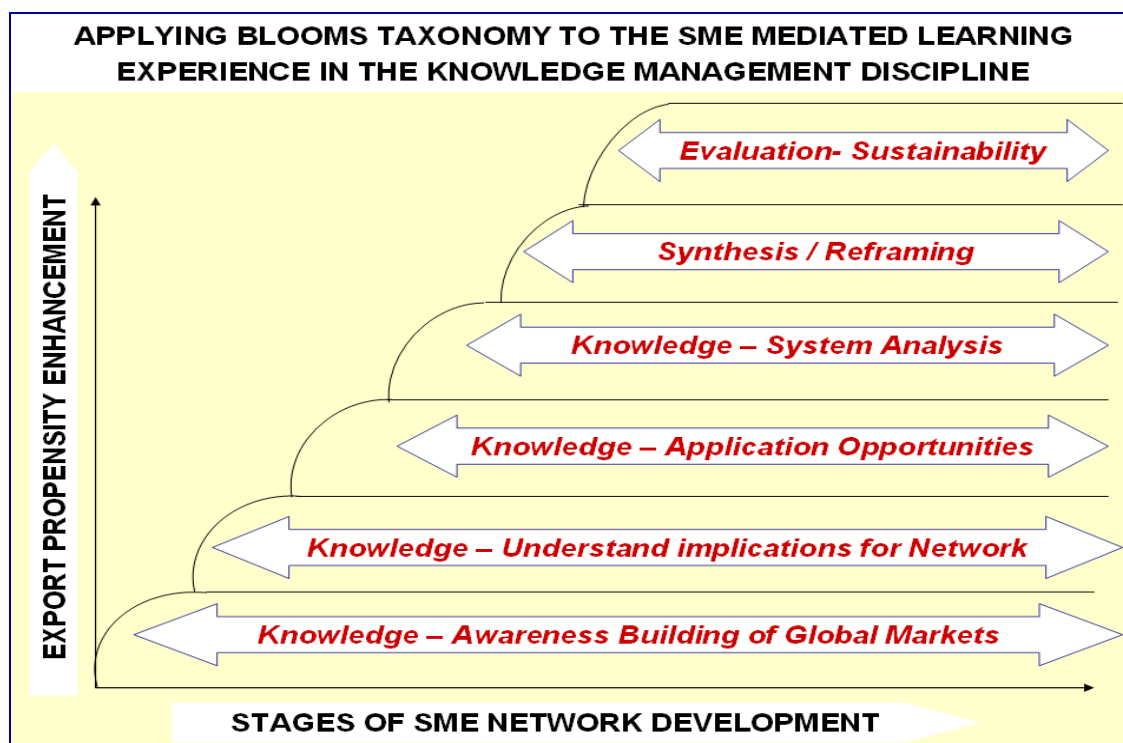 APPLYING BLOOMS TAXONOMY TO THE SME MEDIATED LEARNING
EXPERIENCE IN THE KNOWLEDGE MANAGEMENT DISCIPLINE
Evaluation- Sustainability
Synthesis / Reframing
Knowledge – System Analysis
Knowledge – Application Opportunities
Knowledge – Understand implications for Network
Knowledge – Awareness Building of Global Markets
EXPORT PROPENSITY ENHANCEMENT
STAGES OF SME NETWORK DEVELOPMENT